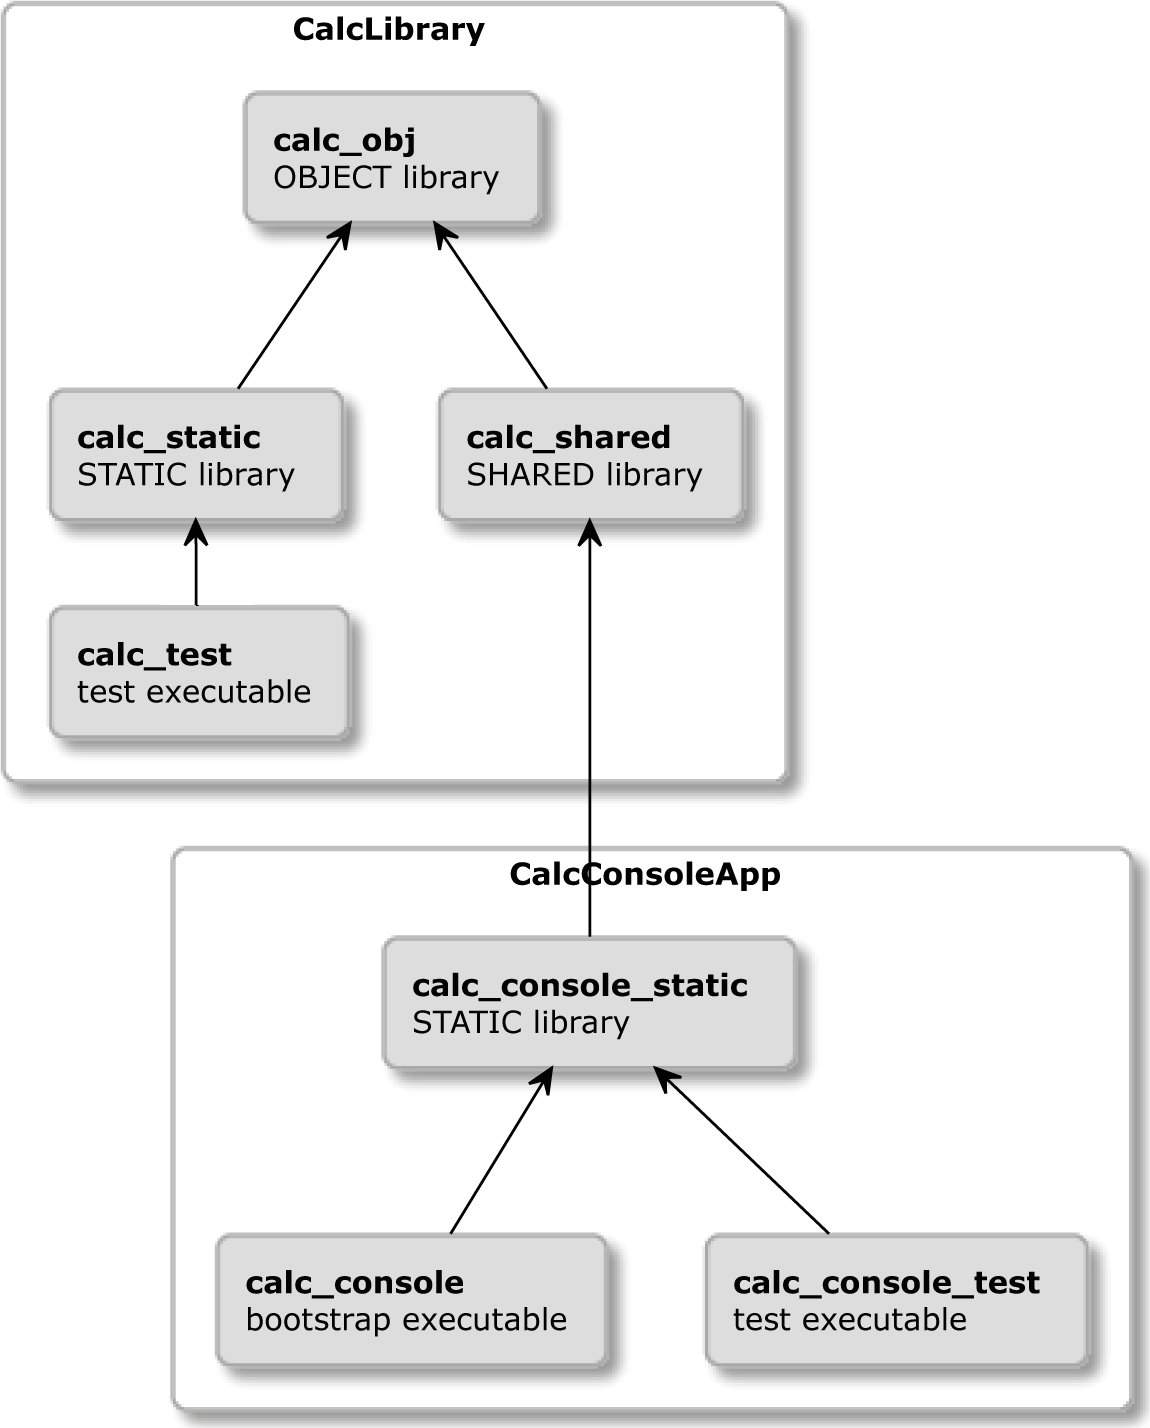 CalcLibrary
calc_obj
OBJECT library
calc_static
STATIC library
calc_shared
SHARED library
calc_test
test executable
CalcConsoleApp
calc_console_static
STATIC library
calc_console
bootstrap executable
calc_console_test
test executable